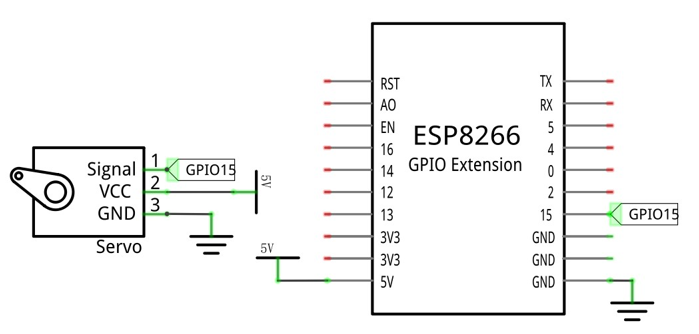 Signal 1 GPIO15
VCC 2 5V
GND 3
Servo
5V
ESP8266
GPIO Extension
RST TX
AO RX
EN 5
16 4
14 0
12 2
13 15 GPIO15
3V3 GND
3V3 GND
5V GND